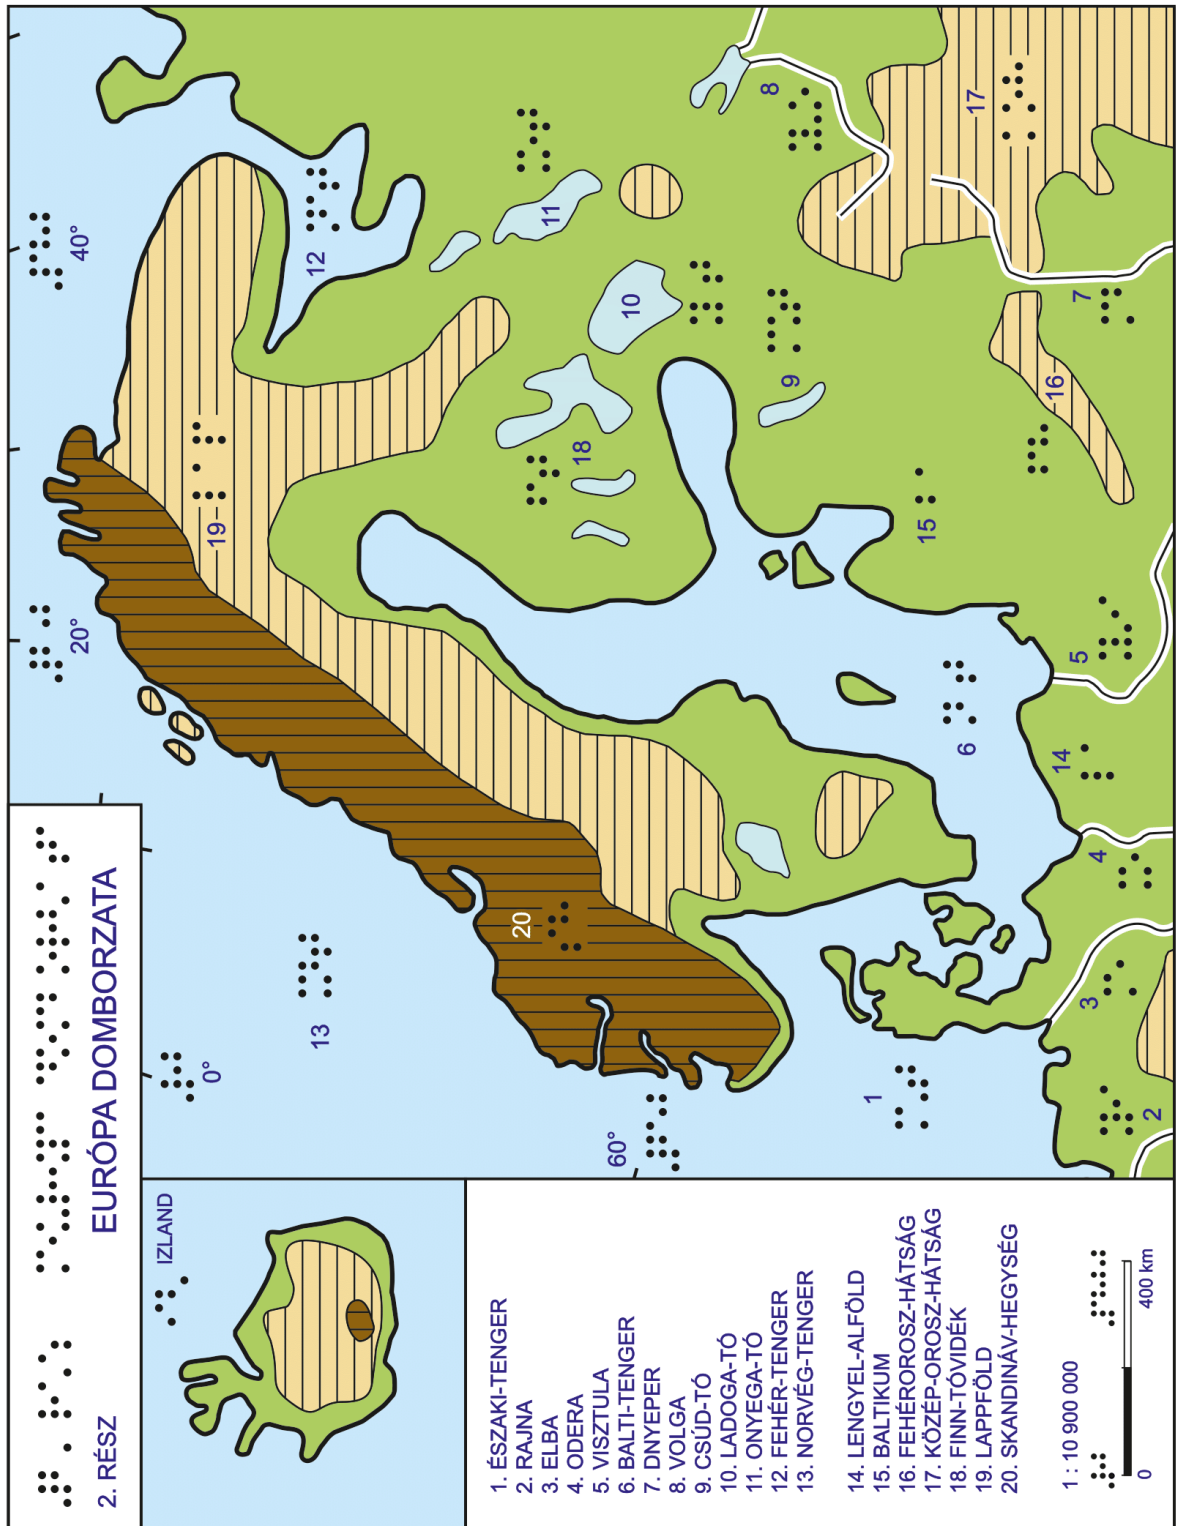 2. RÉSZ
EURÓPA DOMBORZATA
IZLAND
0°
20°
40°
60°
13
19
20
12
11
10
18
9
8
17
16
7
15
6
5
14
4
3
2
1
1. ÉSZAKI-TENGER
2. RAJNA
3. ELBA
4. ODERA
5. VISZTULA
6. BALTI-TENGER
7. DNYEPER
8. VOLGA
9. CSÚD-TÓ
10. LADOGA-TÓ
11. ONYEGA-TÓ
12. FEHÉR-TENGER
13. NORVÉG-TENGER
14. LENGYEL-ALFÖLD
15. BALTIKUM
16. FEHÉROROSZ-HÁTSÁG
17. KÖZÉP-OROSZ-HÁTSÁG
18. FINN-TÓVIDÉK
19. LAPPFÖLD
20. SKANDINÁV-HEGYSÉG
1 : 10 900 000
0 400 km